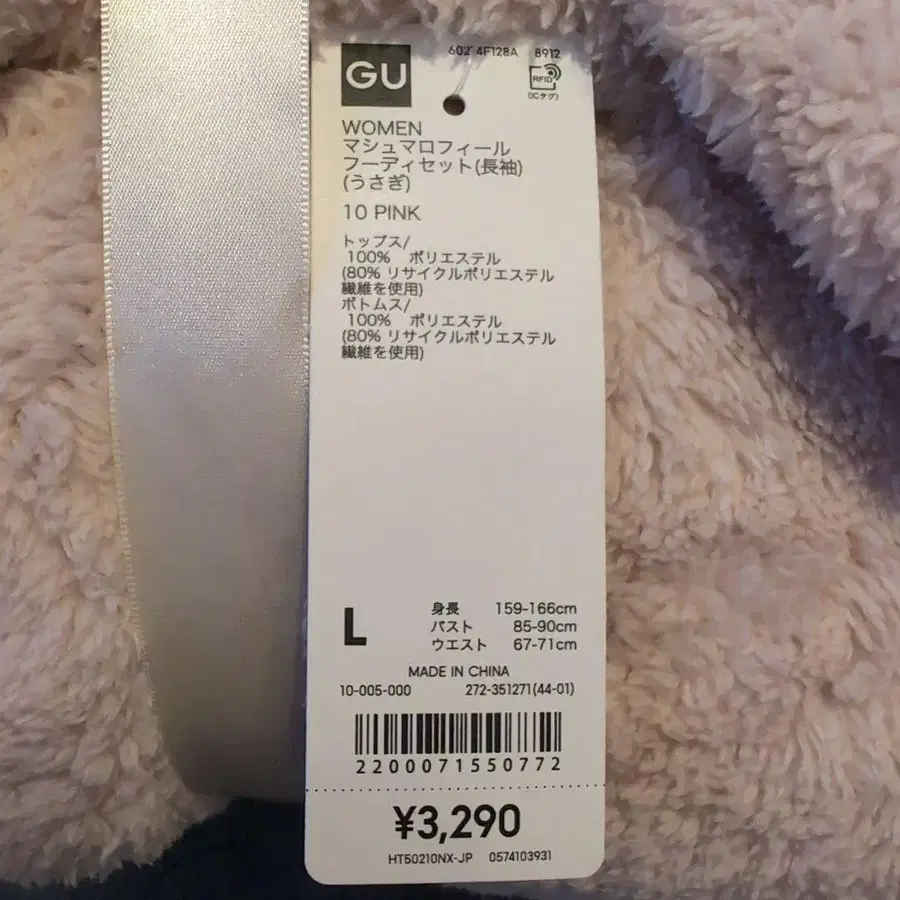 GU
8912
RFID
(ICタグ)
WOMEN
マシュマロフィール
フーディセット(長袖)
(うさぎ)
10 PINK
トップス/
100% ポリエステル
(80% リサイクルポリエステル
繊維を使用)
ボトムス/
100% ポリエステル
(80% リサイクルポリエステル
繊維を使用)
L
身長 159-166cm
バスト 85-90cm
ウエスト 67-71cm
MADE IN CHINA
10-005-000 272-351271(44-01)
2200071550772
¥3,290
HT50210NX-JP 0574103931